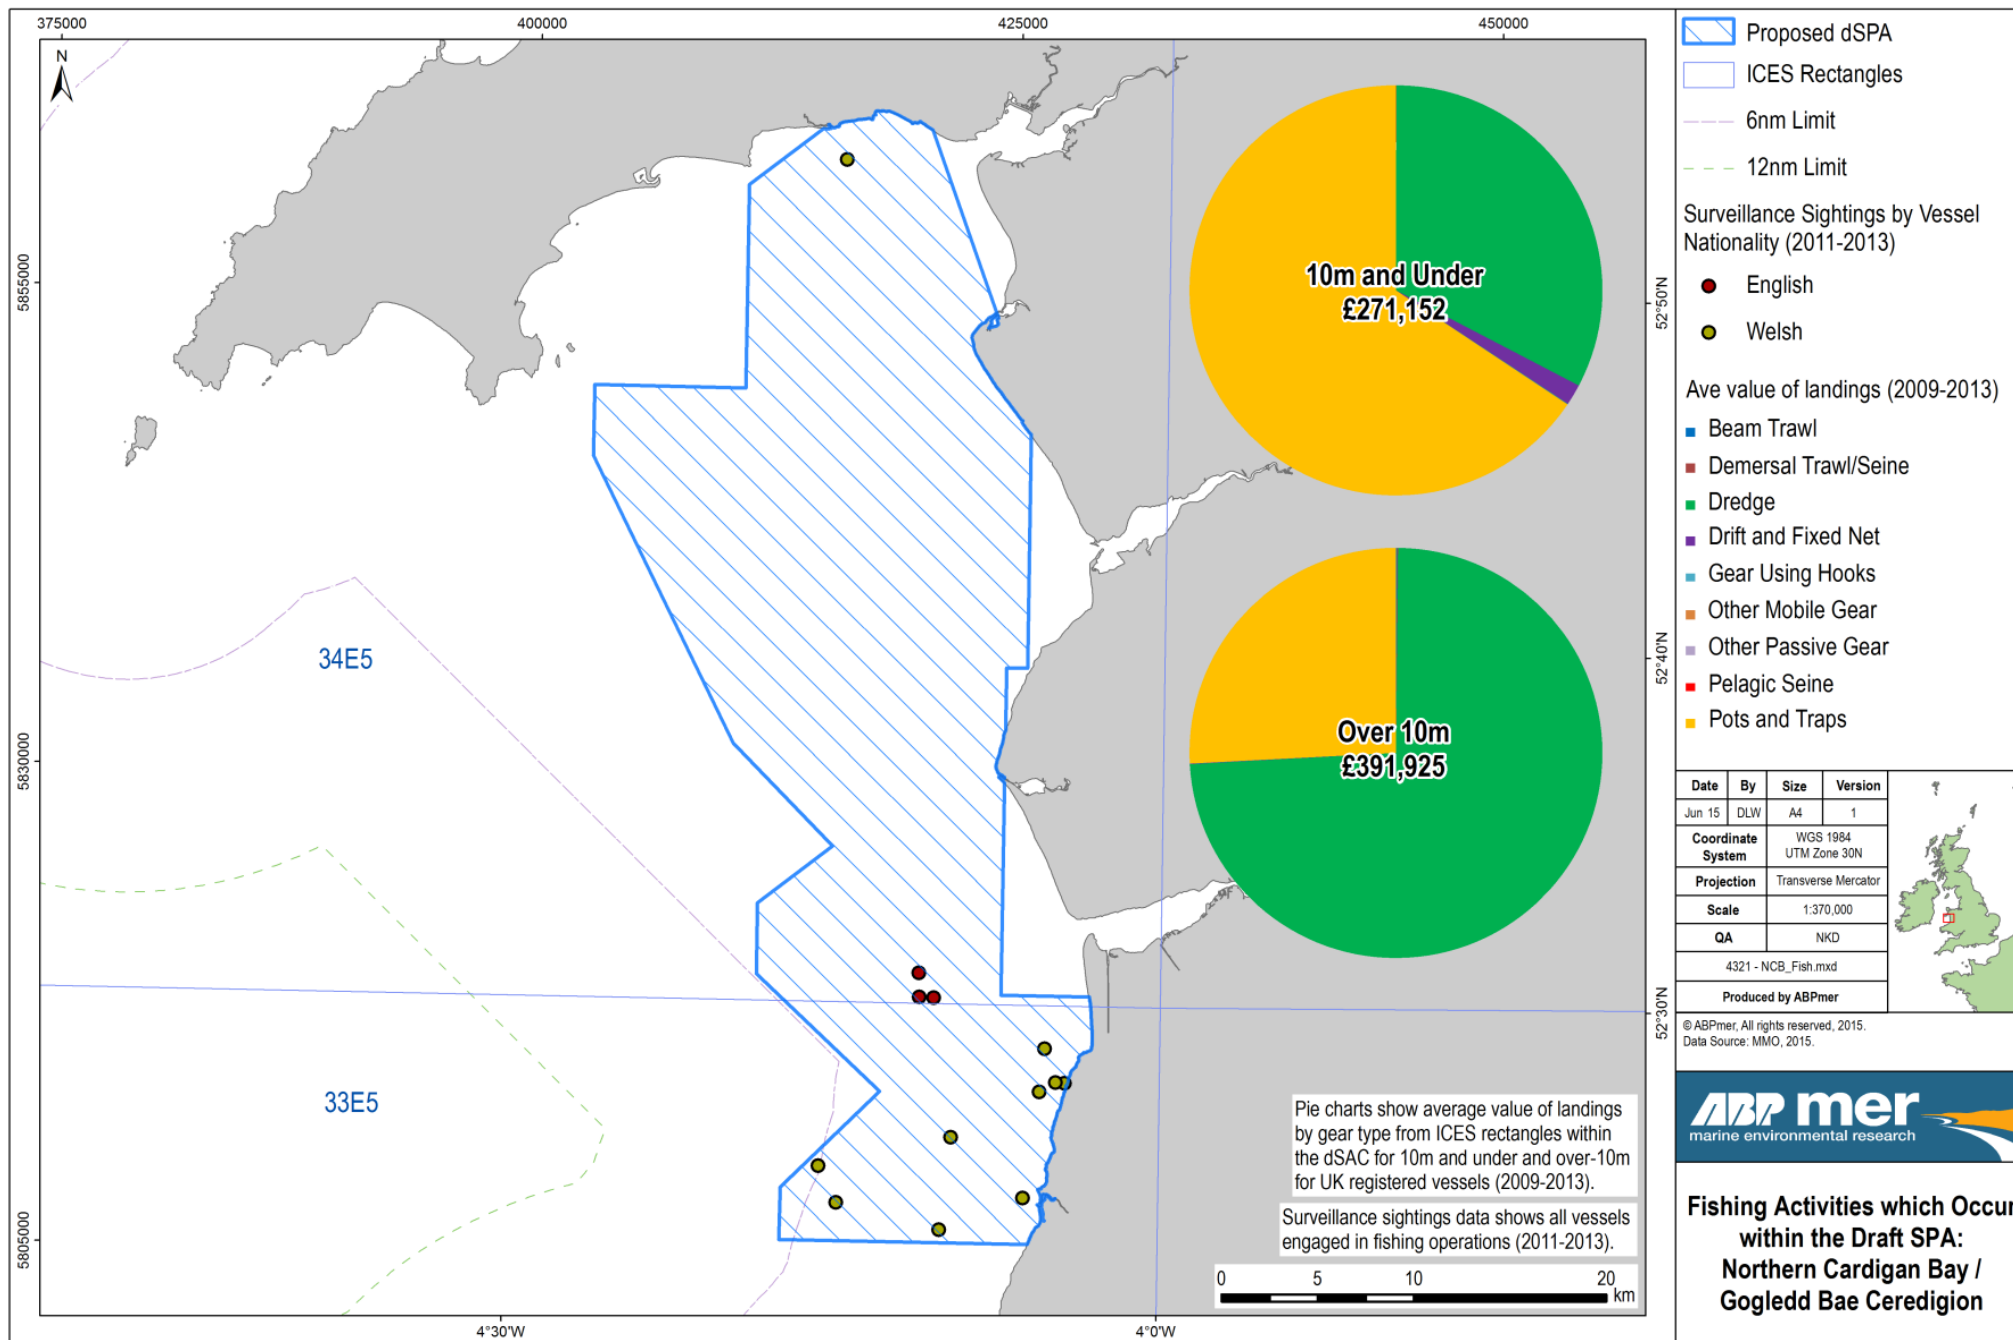 375000
400000
425000
450000
N
5855000
5830000
5805000
52°50'N
52°40'N
52°30'N
4°30'W
4°0'W
34E5
33E5
10m and Under
£271,152
Over 10m
£391,925
Pie charts show average value of landings
by gear type from ICES rectangles within
the dSAC for 10m and under and over-10m
for UK registered vessels (2009-2013).
Surveillance sightings data shows all vessels
engaged in fishing operations (2011-2013).
0 5 10 20
km
Proposed dSPA
ICES Rectangles
6nm Limit
12nm Limit
Surveillance Sightings by Vessel
Nationality (2011-2013)
English
Welsh
Ave value of landings (2009-2013)
Beam Trawl
Demersal Trawl/Seine
Dredge
Drift and Fixed Net
Gear Using Hooks
Other Mobile Gear
Other Passive Gear
Pelagic Seine
Pots and Traps
Date By Size Version
Jun 15 DLW A4 1
Coordinate System WGS 1984
UTM Zone 30N
Projection Transverse Mercator
Scale 1:370,000
QA NKD
4321 - NCB_Fish.mxd
Produced by ABPmer
© ABPmer, All rights reserved, 2015.
Data Source: MMO, 2015.
ABPmer
marine environmental research
Fishing Activities which Occur
within the Draft SPA:
Northern Cardigan Bay /
Gogledd Bae Ceredigion